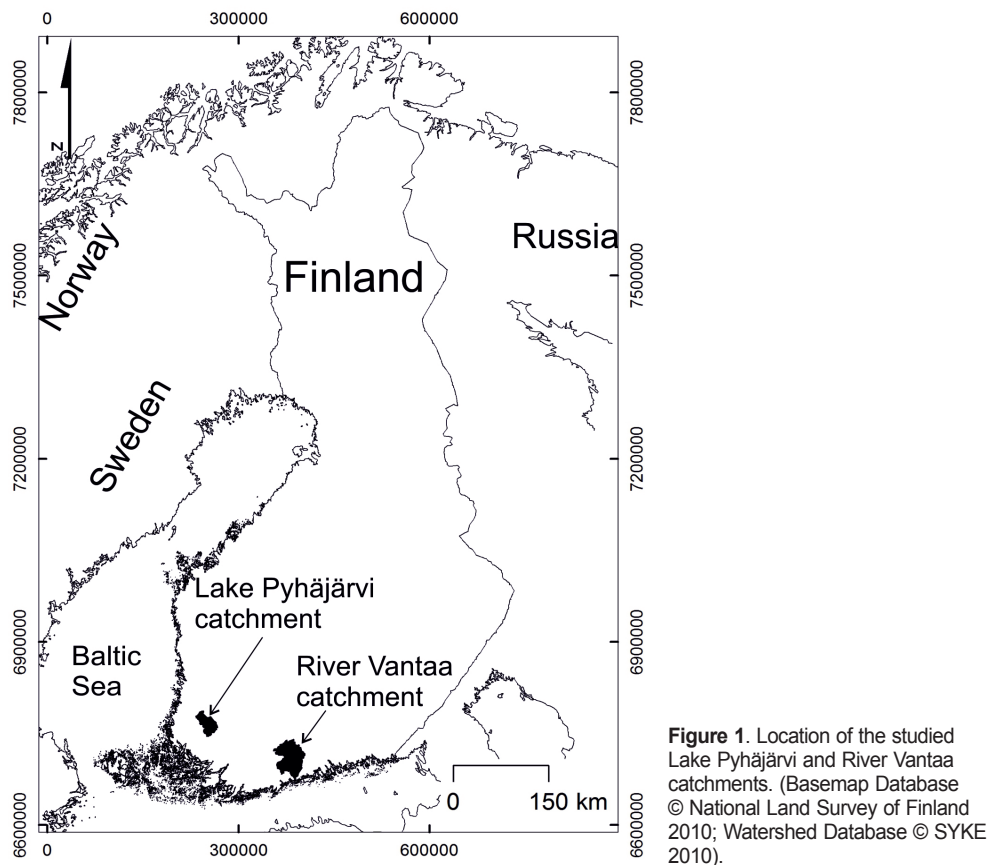 0 300000 600000
7800000 7800000
N
Norway
Russia
7500000 7500000
Finland
Sweden
7200000 7200000
Lake Pyhäjärvi
catchment
6900000 6900000
Baltic
Sea
River Vantaa
catchment
0 150 km
6600000 6600000
0 300000 600000
Figure 1. Location of the studied
Lake Pyhäjärvi and River Vantaa
catchments. (Basemap Database
© National Land Survey of Finland
2010; Watershed Database © SYKE
2010).